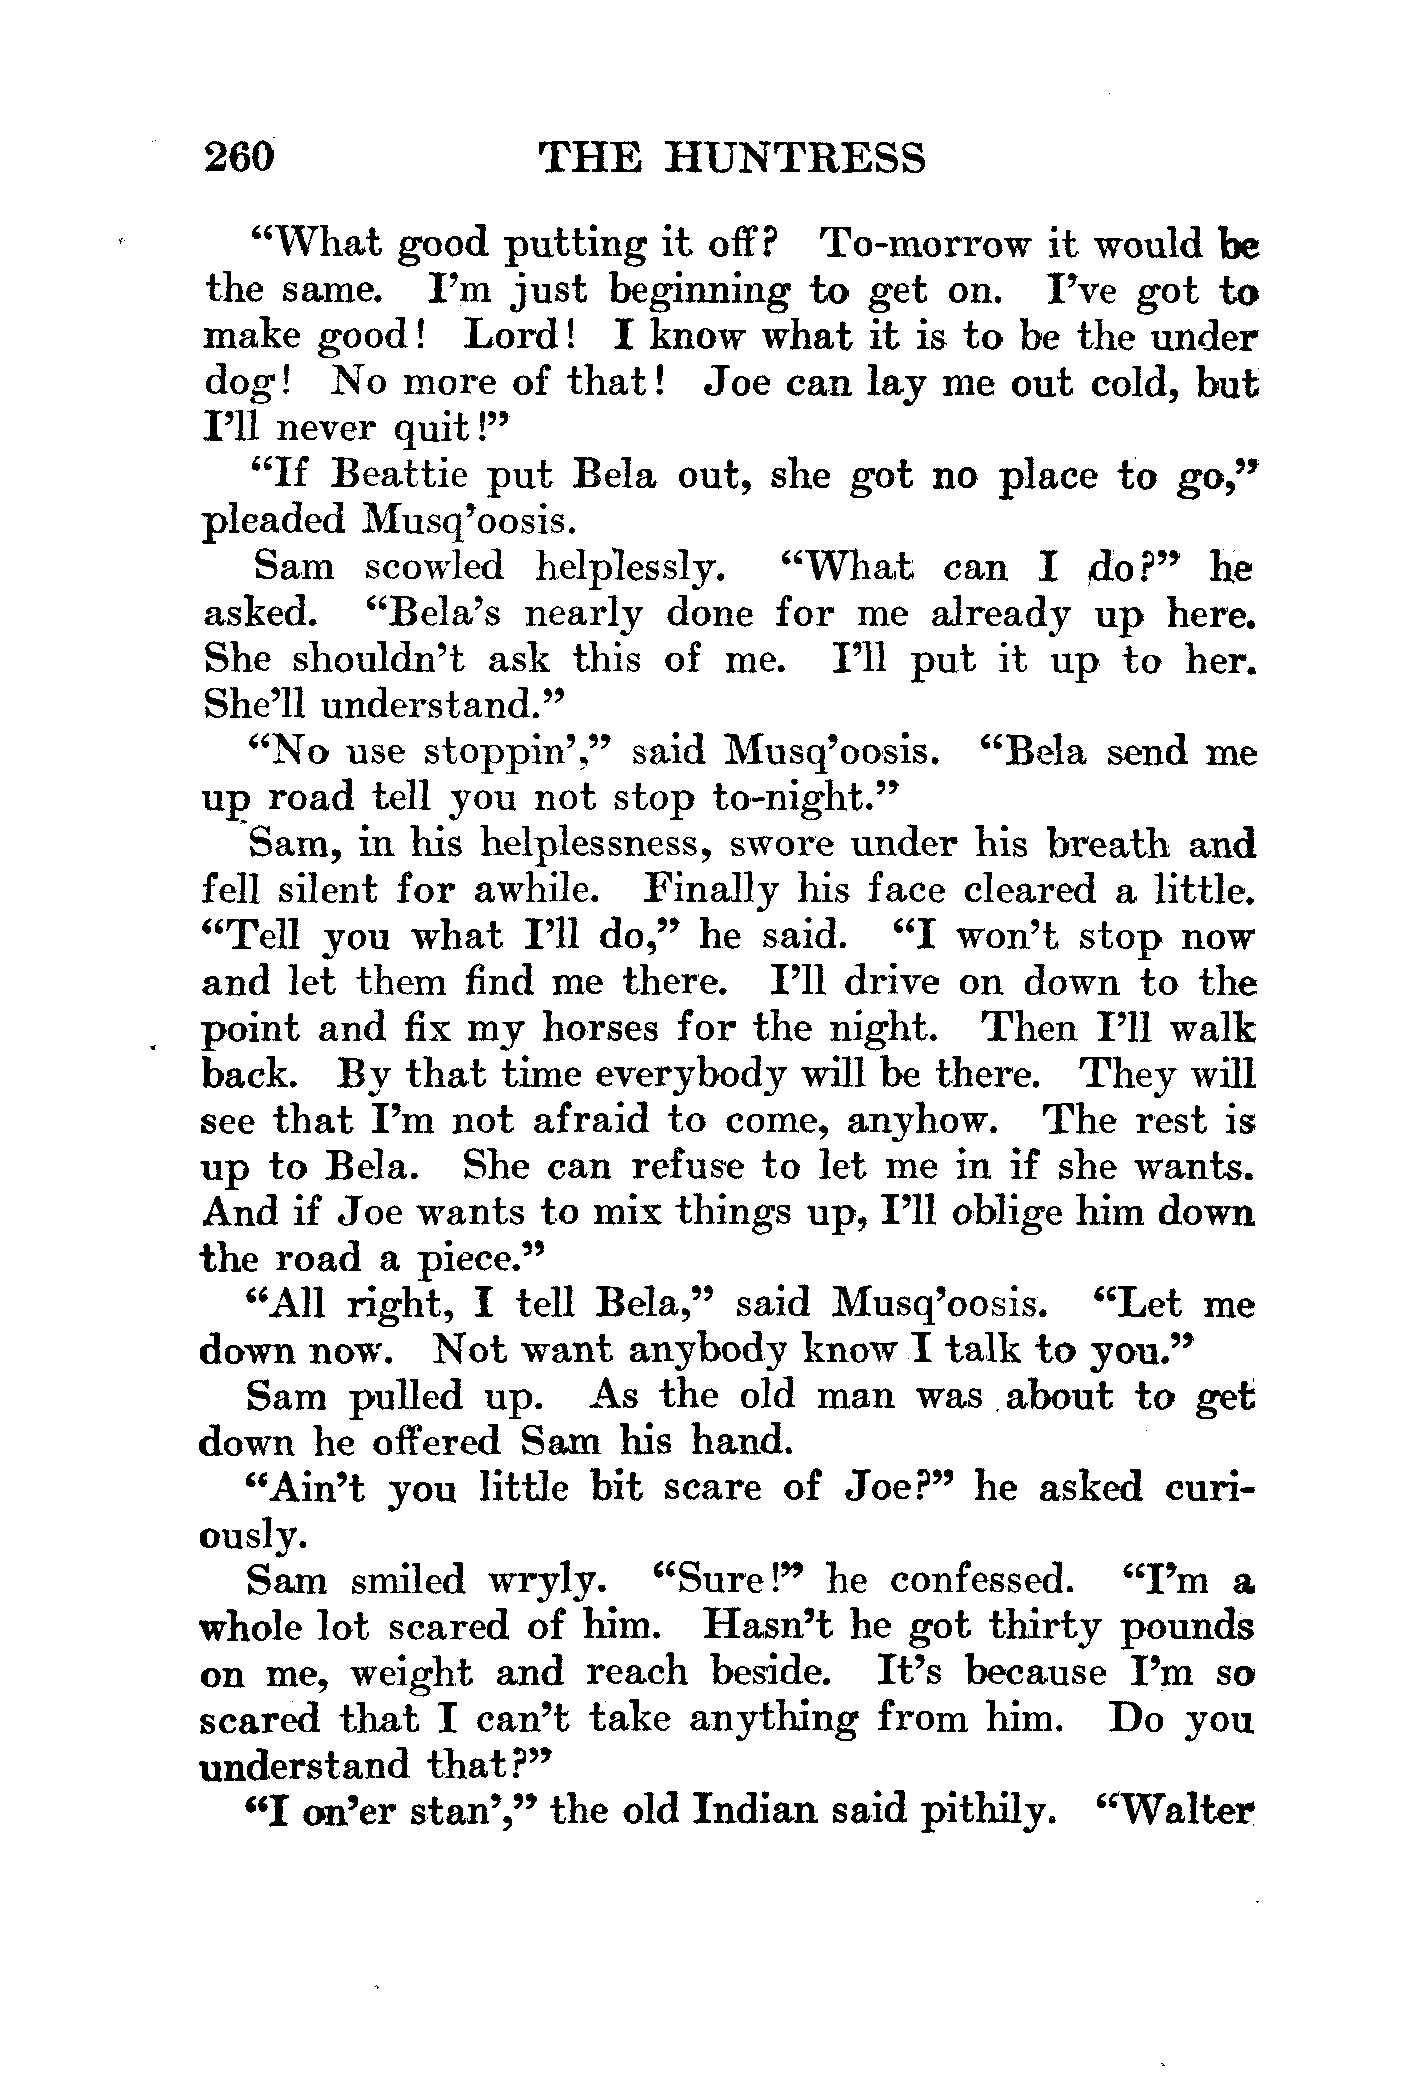 260 THE HUNTRESS
“What good putting it off? To-morrow it would be
the same. I’m just beginning to get on. I’ve got to
make good! Lord! I know what it is to be the under
dog! No more of that! Joe can lay me out cold, but
I’ll never quit!”
“If Beattie put Bela out, she got no place to go,”
pleaded Musq’oosis.
Sam scowled helplessly. “What can I do?” he
asked. “Bela’s nearly done for me already up here.
She shouldn’t ask this of me. I’ll put it up to her.
She’ll understand.”
“No use stoppin’,” said Musq’oosis. “Bela send me
up road tell you not stop to-night.”
Sam, in his helplessness, swore under his breath and
fell silent for awhile. Finally his face cleared a little.
“Tell you what I’ll do,” he said. “I won’t stop now
and let them find me there. I’ll drive on down to the
point and fix my horses for the night. Then I’ll walk
back. By that time everybody will be there. They will
see that I’m not afraid to come, anyhow. The rest is
up to Bela. She can refuse to let me in if she wants.
And if Joe wants to mix things up, I’ll oblige him down
the road a piece.”
“All right, I tell Bela,” said Musq’oosis. “Let me
down now. Not want anybody know I talk to you.”
Sam pulled up. As the old man was about to get
down he offered Sam his hand.
“Ain’t you little bit scare of Joe?” he asked curi-
ously.
Sam smiled wryly. “Sure!” he confessed. “I’m a
whole lot scared of him. Hasn’t he got thirty pounds
on me, weight and reach beside. It’s because I’m so
scared that I can’t take anything from him. Do you
understand that?”
“I on’er stan’,” the old Indian said pithily. “Walter